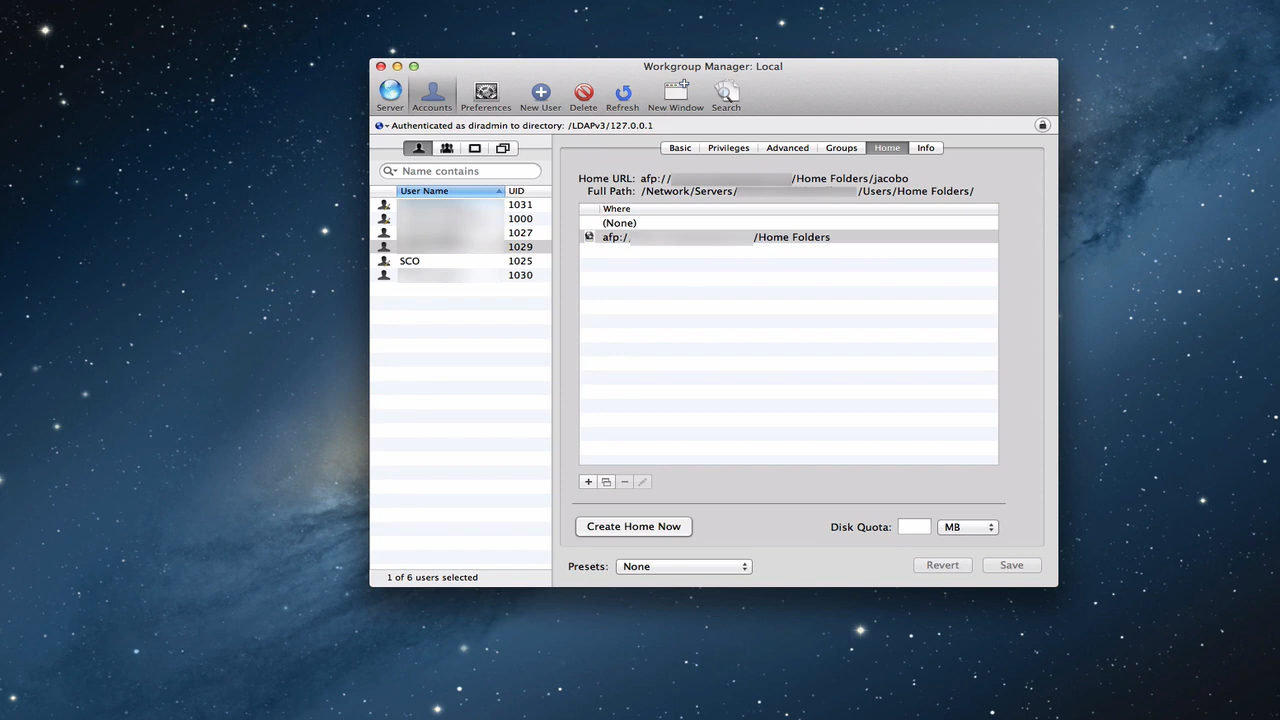 Workgroup Manager: Local
Server Accounts Preferences New User Delete Refresh New Window Search
Authenticated as diradmin to directory: /LDAPv3/127.0.0.1
Basic Privileges Advanced Groups Home Info
Name contains
User Name UID
1031
1000
1027
1029
SCO 1025
1030
1 of 6 users selected
Home URL: afp:// /Home Folders/jacobo
Full Path: /Network/Servers/ /Users/Home Folders/
Where
(None)
afp:/ /Home Folders
Create Home Now
Disk Quota: MB
Presets: None
Revert Save